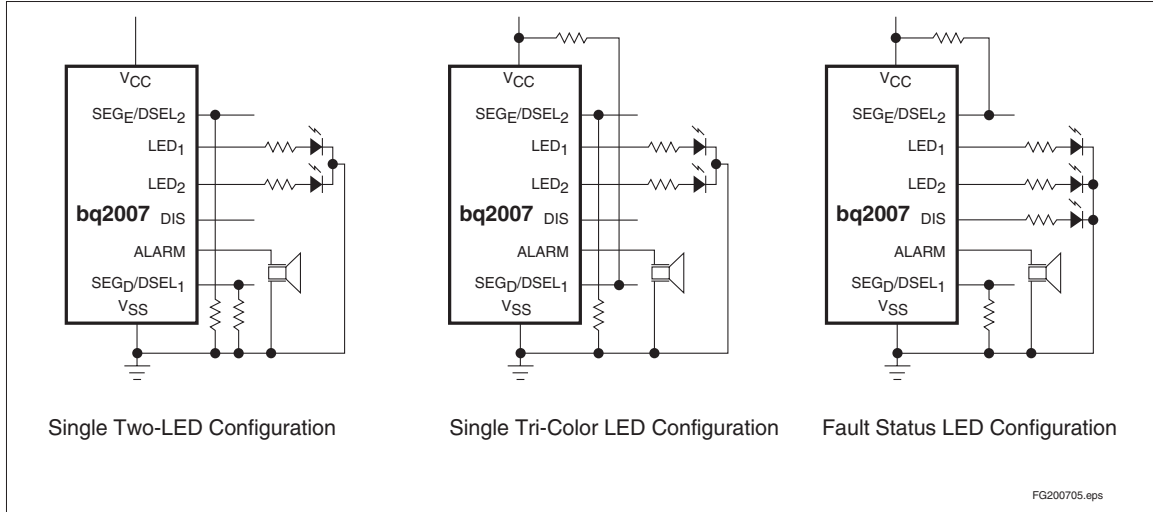 VCC
SEGE/DSEL2
LED1
LED2
bq2007 DIS
ALARM
SEGD/DSEL1
VSS
Single Two-LED Configuration
VCC
SEGE/DSEL2
LED1
LED2
bq2007 DIS
ALARM
SEGD/DSEL1
VSS
Single Tri-Color LED Configuration
VCC
SEGE/DSEL2
LED1
LED2
bq2007 DIS
ALARM
SEGD/DSEL1
VSS
Fault Status LED Configuration
FG200705.eps